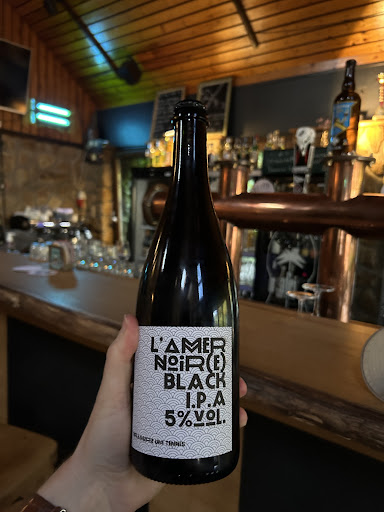 L'AMER
NOIR(E)
BLACK
I.P.A
5%VOL.